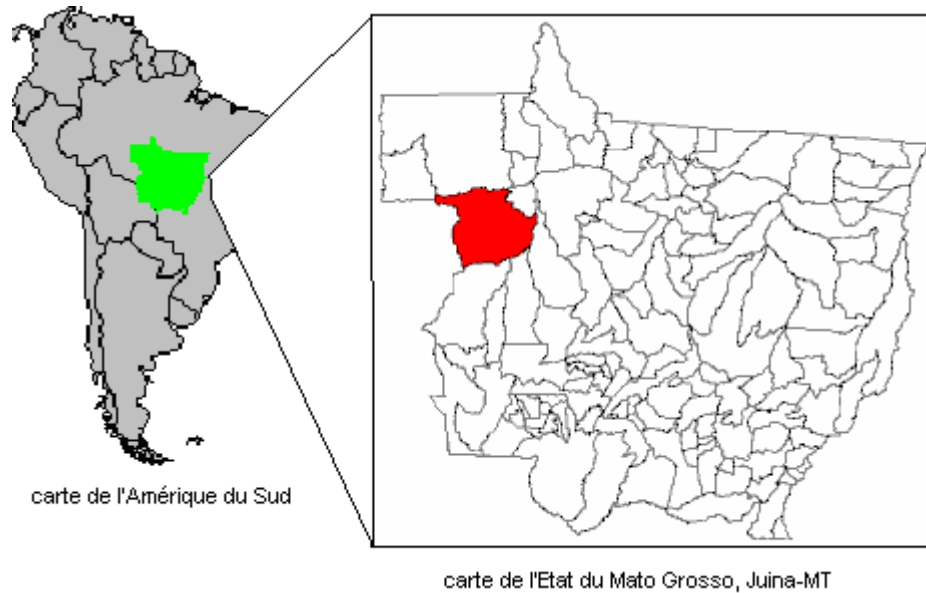 carte de l'Amérique du Sud
carte de l'Etat du Mato Grosso, Juina-MT